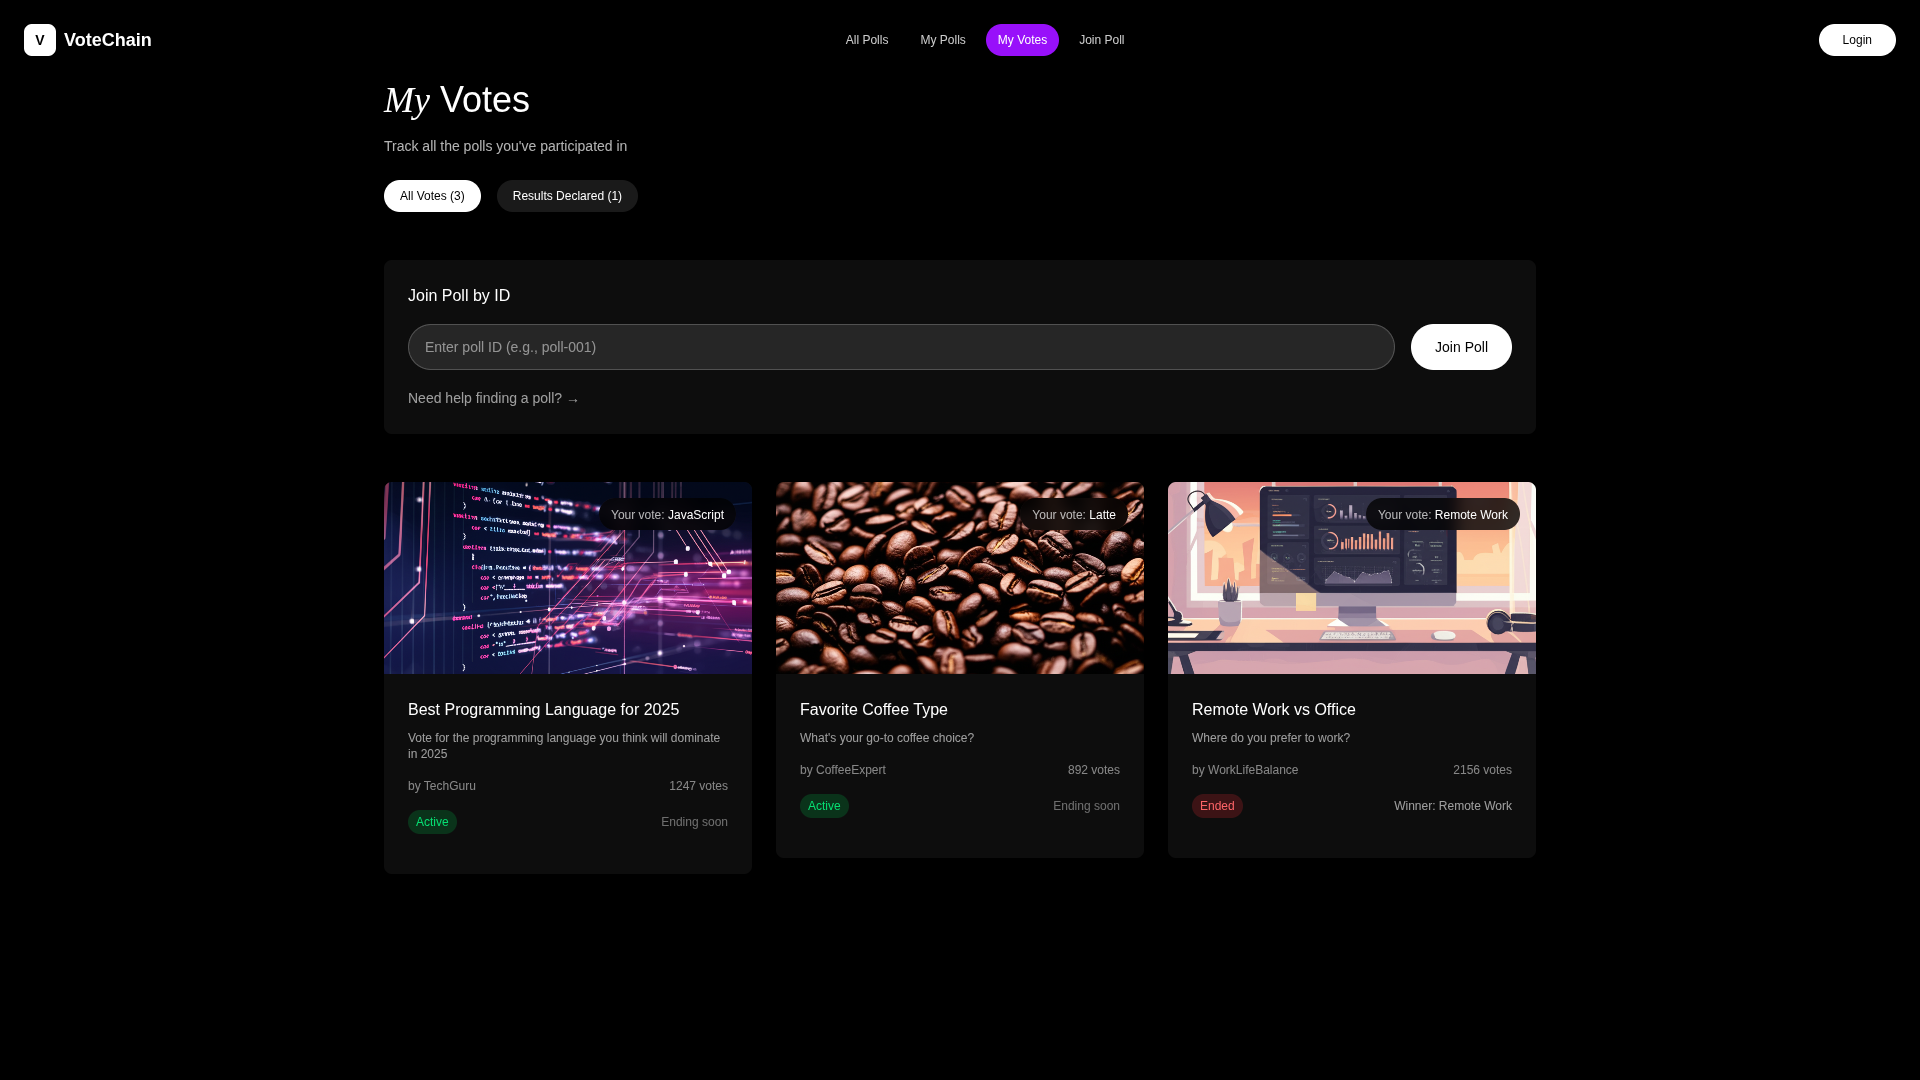 V VoteChain
All Polls My Polls My Votes Join Poll
Login
My Votes
Track all the polls you've participated in
All Votes (3) Results Declared (1)
Join Poll by ID
Enter poll ID (e.g., poll-001)
Join Poll
Need help finding a poll? →
Your vote: JavaScript
Best Programming Language for 2025
Vote for the programming language you think will dominate
in 2025
by TechGuru 1247 votes
Active Ending soon
Your vote: Latte
Favorite Coffee Type
What's your go-to coffee choice?
by CoffeeExpert 892 votes
Active Ending soon
Your vote: Remote Work
Remote Work vs Office
Where do you prefer to work?
by WorkLifeBalance 2156 votes
Ended Winner: Remote Work